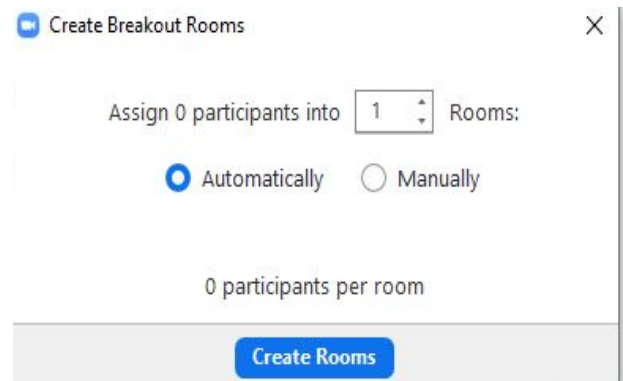 Create Breakout Rooms
Assign 0 participants into 1 Rooms:
Automatically Manually
0 participants per room
Create Rooms